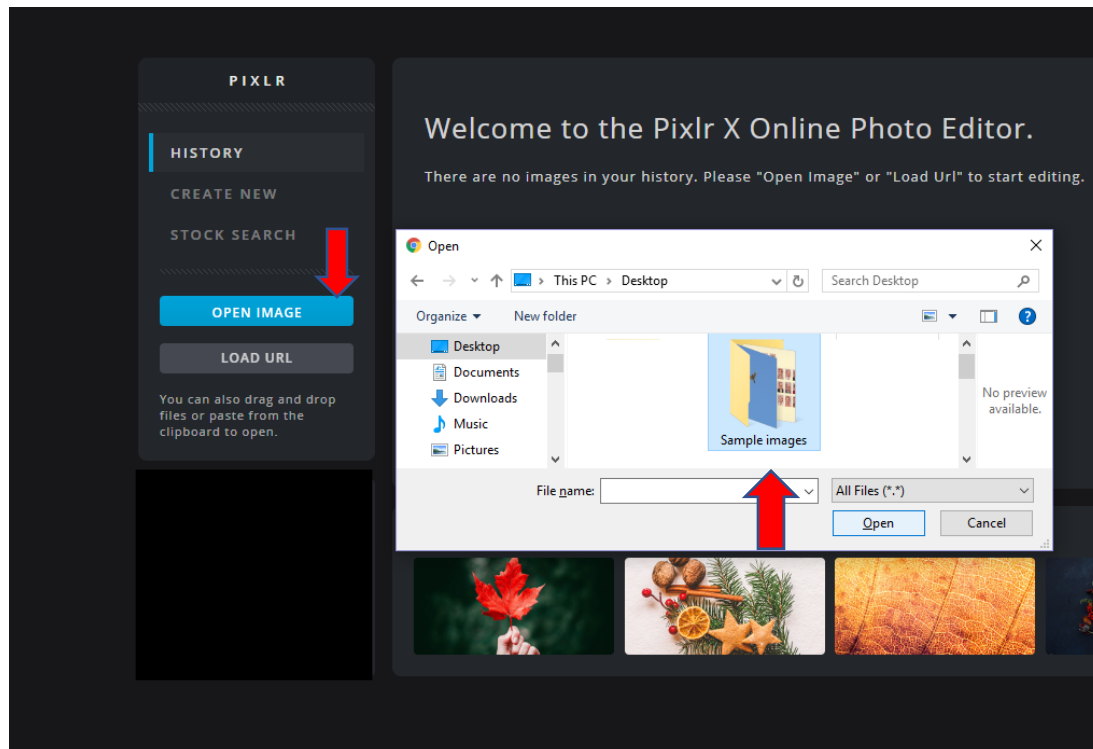 PIXLR
HISTORY
CREATE NEW
STOCK SEARCH
OPEN IMAGE
LOAD URL
You can also drag and drop
files or paste from the
clipboard to open.
Welcome to the Pixlr X Online Photo Editor.
There are no images in your history. Please "Open Image" or "Load Url" to start editing.
Open
This PC > Desktop
Search Desktop
Organize
New folder
?
Desktop
Documents
Downloads
Music
Pictures
Sample images
No preview
available.
File name:
All Files (*.*)
Open
Cancel